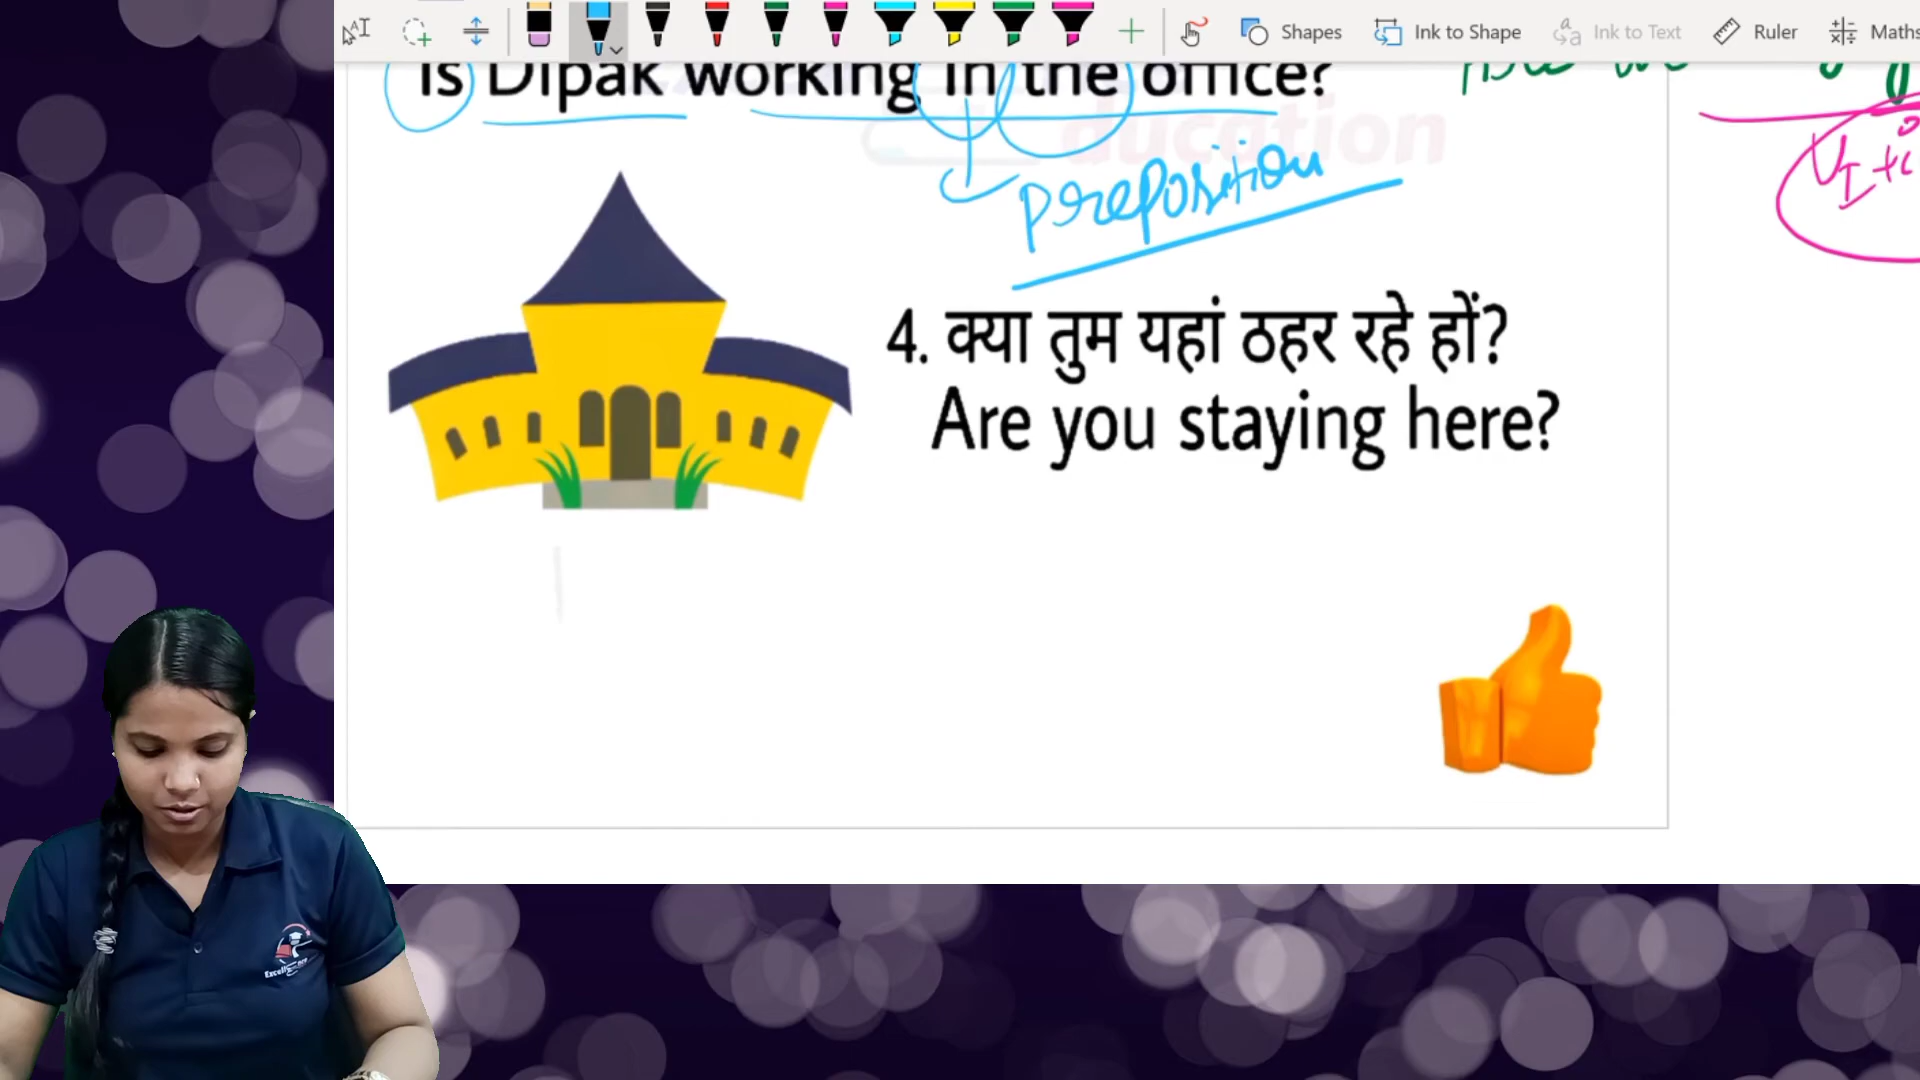 Shapes Ink to Shape Ink to Text Ruler Maths
Is Dipak working in the office?
ducation
preposition
4. क्या तुम यहां ठहर रहे हों?
Are you staying here?